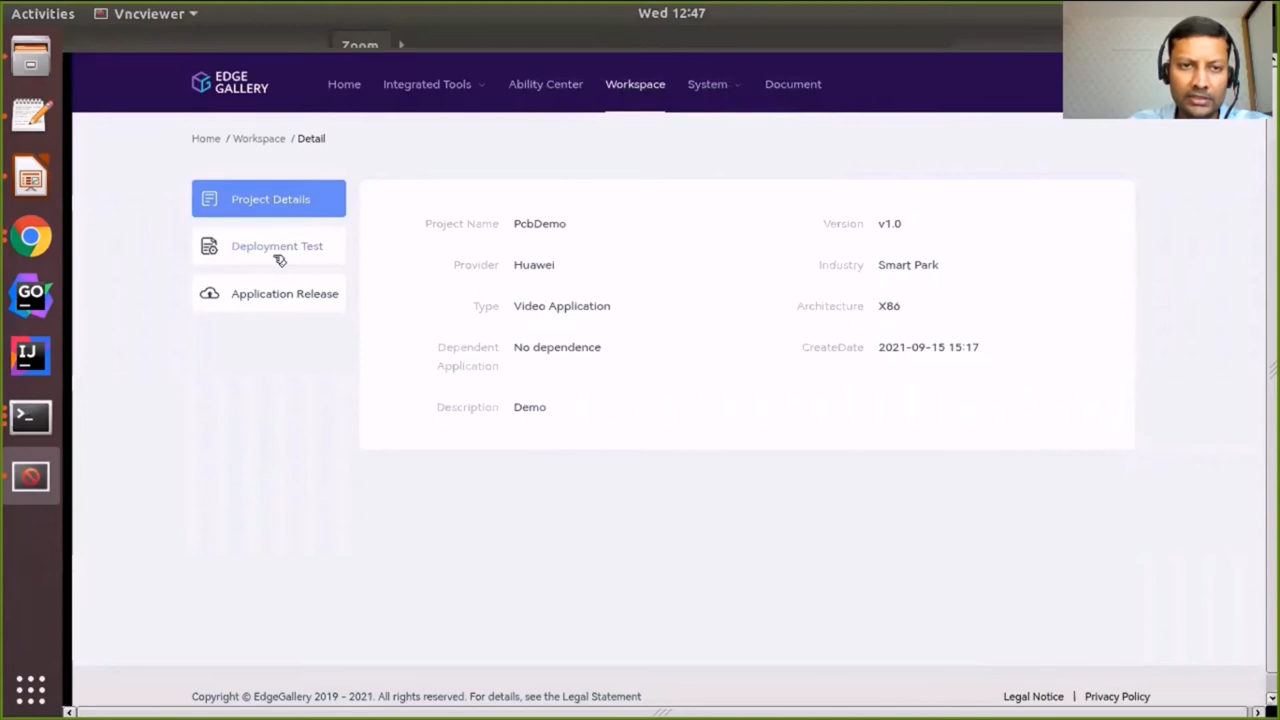 Activities
Vncviewer
Wed 12:47
Zoom
EDGE
GALLERY
Home
Integrated Tools
Ability Center
Workspace
System
Document
Home / Workspace / Detail
Project Details
Deployment Test
Application Release
Project Name PcbDemo
Version v1.0
Provider Huawei
Industry Smart Park
Type Video Application
Architecture X86
Dependent
Application
No dependence
CreateDate 2021-09-15 15:17
Description Demo
GO
IJ
>_
Copyright © EdgeGallery 2019 - 2021. All rights reserved. For details, see the Legal Statement
Legal Notice | Privacy Policy